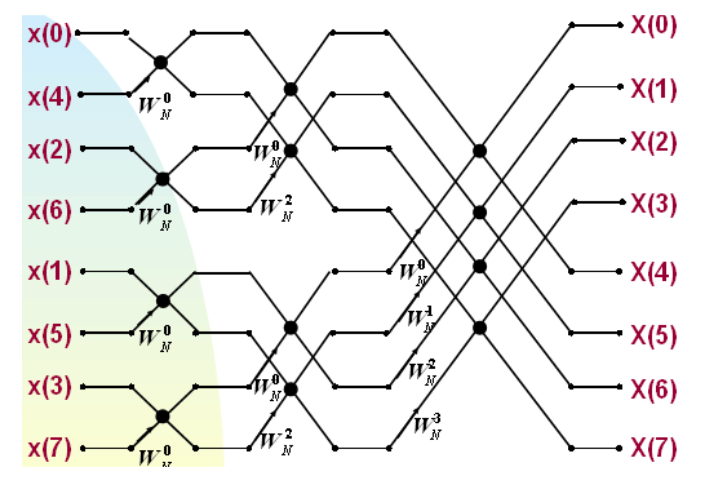 x(0) X(0)
x(4) W_N^0 X(1)
x(2) W_N^0 X(2)
x(6) W_N^0 W_N^2 X(3)
x(1) W_N^0 X(4)
x(5) W_N^0 W_N^1 X(5)
x(3) W_N^0 W_N^2 X(6)
x(7) W_N^0 W_N^2 W_N^3 X(7)